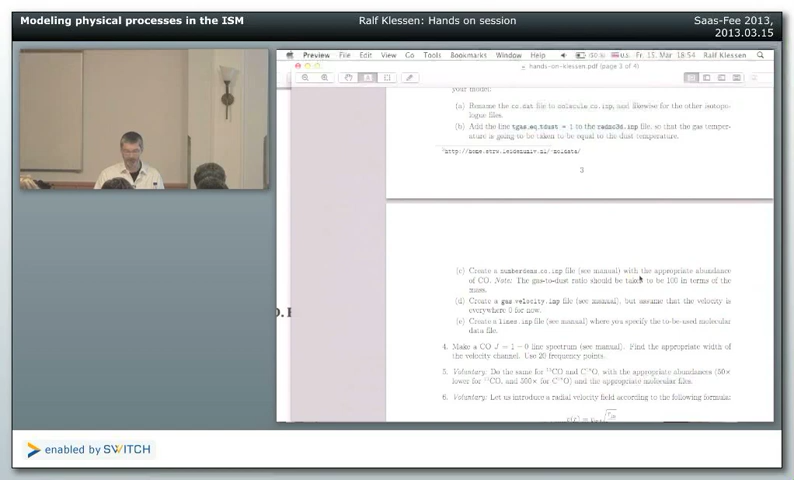 Modeling physical processes in the ISM
Ralf Klessen: Hands on session
Saas-Fee 2013,
2013.03.15
Preview File Edit View Go Tools Bookmarks Window Help
Fr. 15. Mar 18:54 Ralf Klessen
hands-on-klessen.pdf (page 3 of 4)
your model:
(a) Rename the co.dat file to molecule_co.inp, and likewise for the other isotopo-
logue files.
(b) Add the line tgas_eq_tdust = 1 to the radmc3d.inp file, so that the gas temper-
ature is going to be taken to be equal to the dust temperature.
3
(c) Create a numberdens_co.inp file (see manual) with the appropriate abundance
of CO. Note: The gas-to-dust ratio should be taken to be 100 in terms of the
mass.
(d) Create a gas_velocity.inp file (see manual), but assume that the velocity is
everywhere 0 for now.
(e) Create a lines.inp file (see manual) where you specify the to-be-used molecular
data file.
4. Make a CO J = 1 − 0 line spectrum (see manual). Find the appropriate width of
the velocity channel. Use 20 frequency points.
5. Voluntary: Do the same for and with the appropriate abundances
lower for and for and the appropriate molecular files.
6. Voluntary: Let us introduce a radial velocity field according to the following formula:
enabled by SWITCH